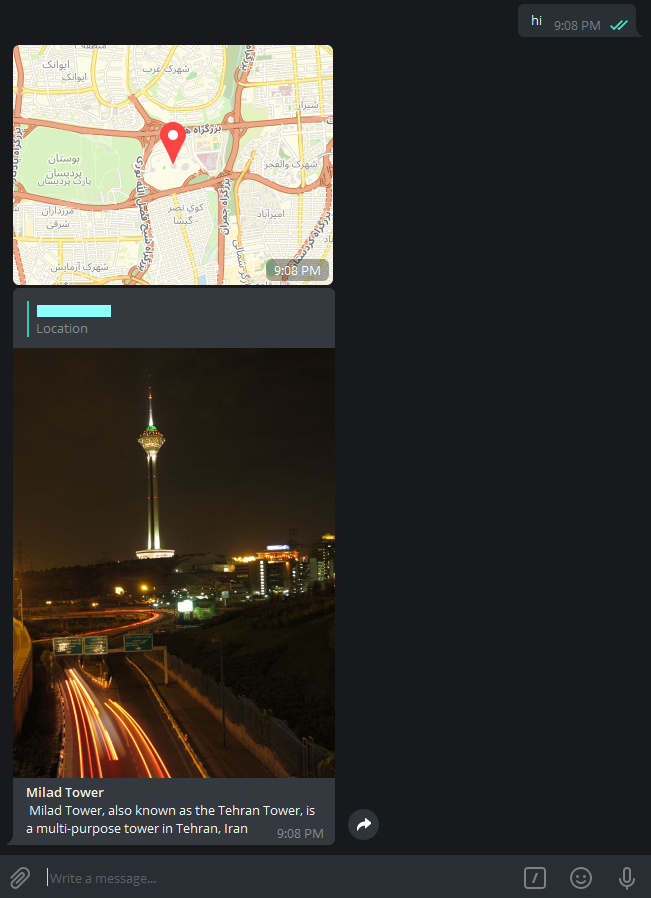 hi
9:08 PM
ایوانک
ایوانک
شهرک غرب
شیراز
بوستان
پردیسان
پارک پردیسان
شهرک والفجر
کوی نصر
- گیشا
امیرآباد
مرزداران
شرقی
شهرک آزمایش
9:08 PM
Location
Milad Tower
Milad Tower, also known as the Tehran Tower, is
a multi-purpose tower in Tehran, Iran
9:08 PM
Write a message...